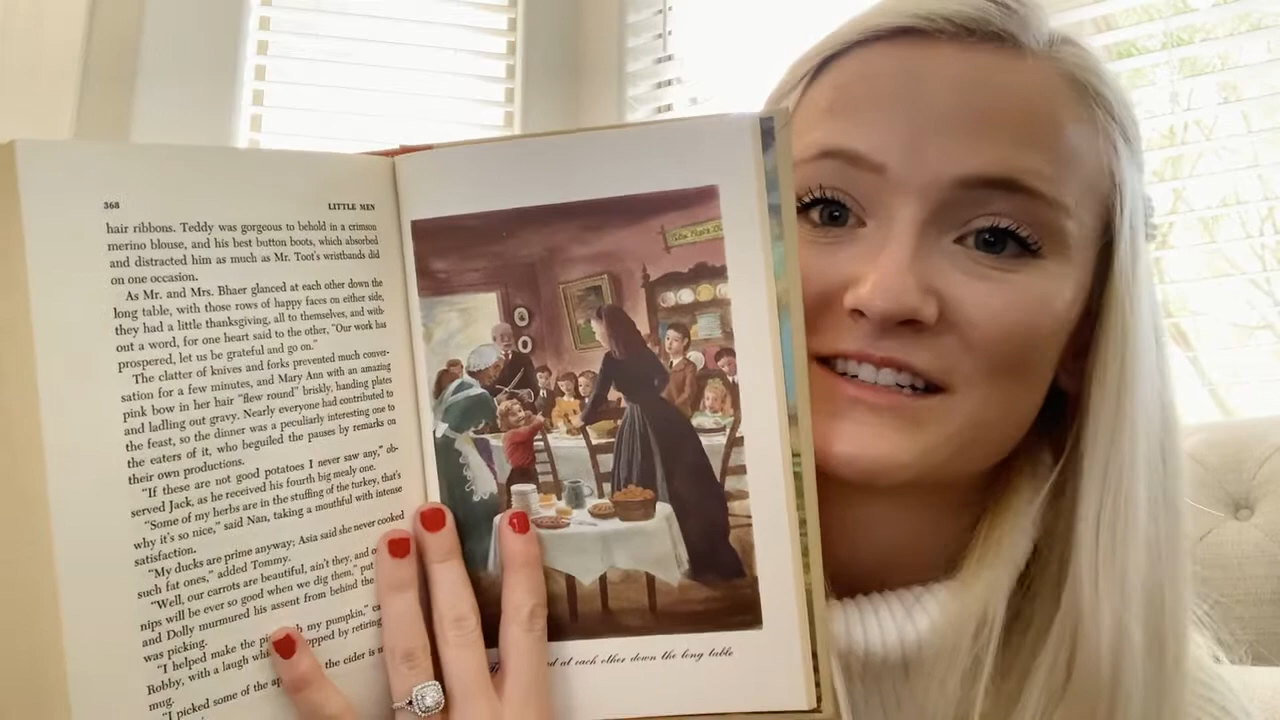 368
LITTLE MEN
hair ribbons. Teddy was gorgeous to behold in a crimson
merino blouse, and his best button boots, which absorbed
and distracted him as much as Mr. Toot's wristbands did
on one occasion.
As Mr. and Mrs. Bhaer glanced at each other down the
long table, with those rows of happy faces on either side,
they had a little thanksgiving, all to themselves, and with-
out a word, for one heart said to the other, "Our work has
prospered, let us be grateful and go on."
The clatter of knives and forks prevented much conver-
sation for a few minutes, and Mary Ann with an amazing
pink bow in her hair "flew round" briskly, handing plates
and ladling out gravy. Nearly everyone had contributed to
the feast, so the dinner was a peculiarly interesting one to
the eaters of it, who beguiled the pauses by remarks on
their own productions.
"If these are not good potatoes I never saw any," ob-
served Jack, as he received his fourth big mealy one.
"Some of my herbs are in the stuffing of the turkey, that's
why it's so nice," said Nan, taking a mouthful with intense
satisfaction.
"My ducks are prime anyway; Asia said she never cooked
such fat ones," added Tommy.
"Well, our carrots are beautiful, ain't they, and
nips will be ever so good when we dig them," put
and Dolly murmured his assent from behind the
was picking.
"I helped make the my pumpkin,"
Robby, with a laugh by retiring
the cider is
mug.
"I picked some of the
at each other down the long table